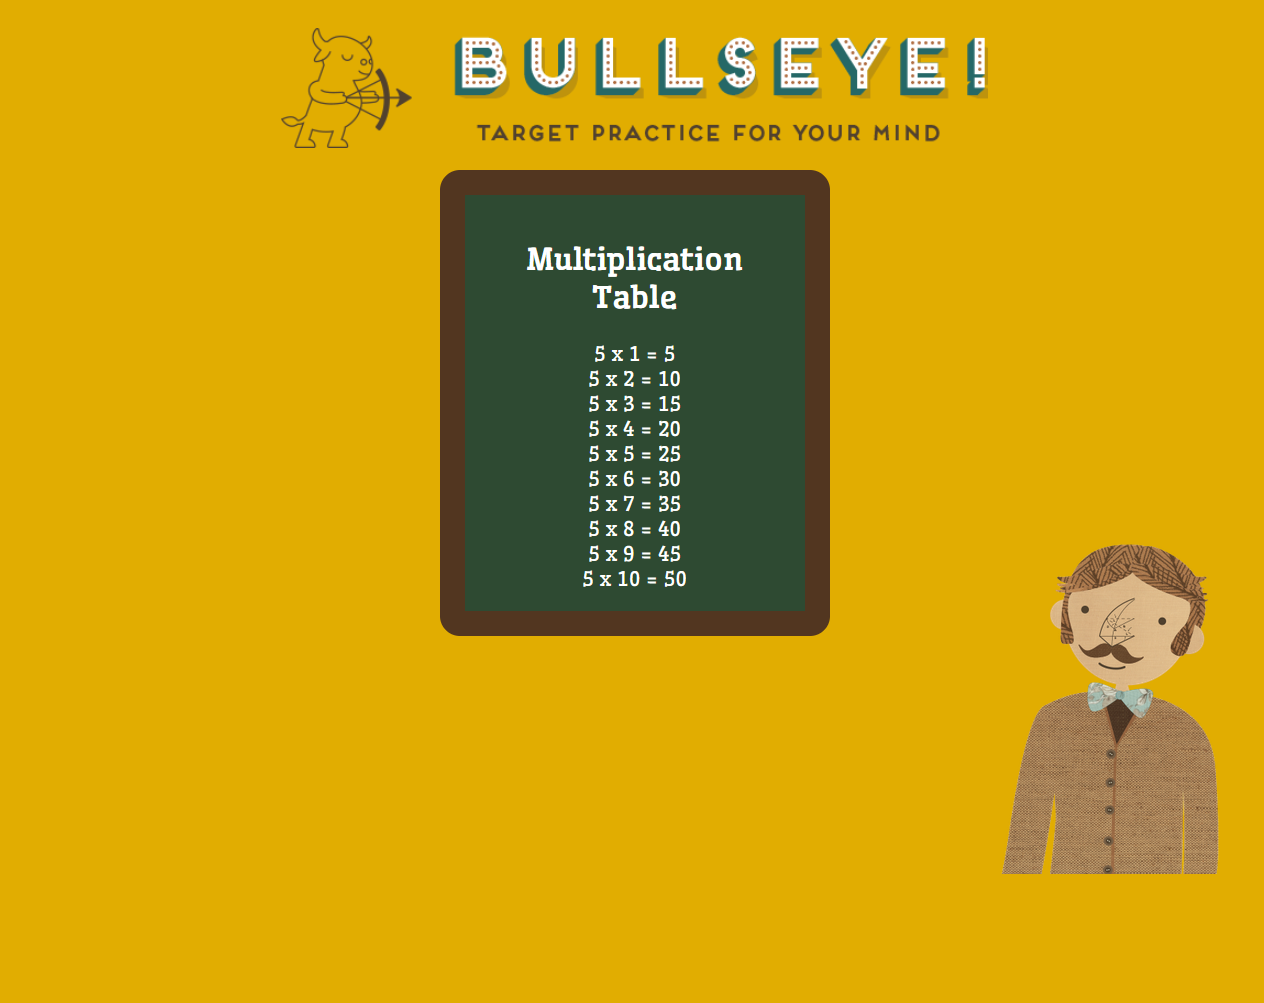 BULLSEYE!
TARGET PRACTICE FOR YOUR MIND
Multiplication
Table
5 x 1 = 5
5 x 2 = 10
5 x 3 = 15
5 x 4 = 20
5 x 5 = 25
5 x 6 = 30
5 x 7 = 35
5 x 8 = 40
5 x 9 = 45
5 x 10 = 50